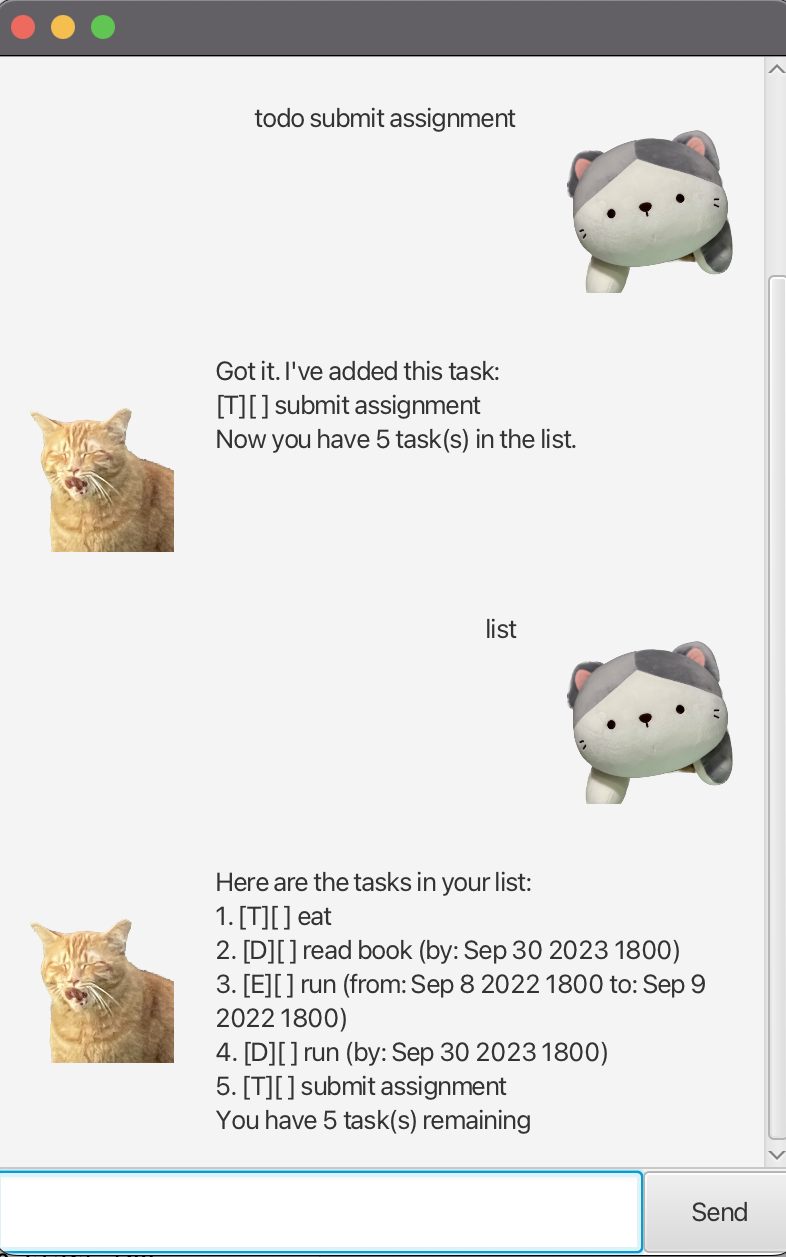 todo submit assignment
Got it. I've added this task:
[T][ ] submit assignment
Now you have 5 task(s) in the list.
list
Here are the tasks in your list:
1. [T][ ] eat
2. [D][ ] read book (by: Sep 30 2023 1800)
3. [E][ ] run (from: Sep 8 2022 1800 to: Sep 9
2022 1800)
4. [D][ ] run (by: Sep 30 2023 1800)
5. [T][ ] submit assignment
You have 5 task(s) remaining
Send